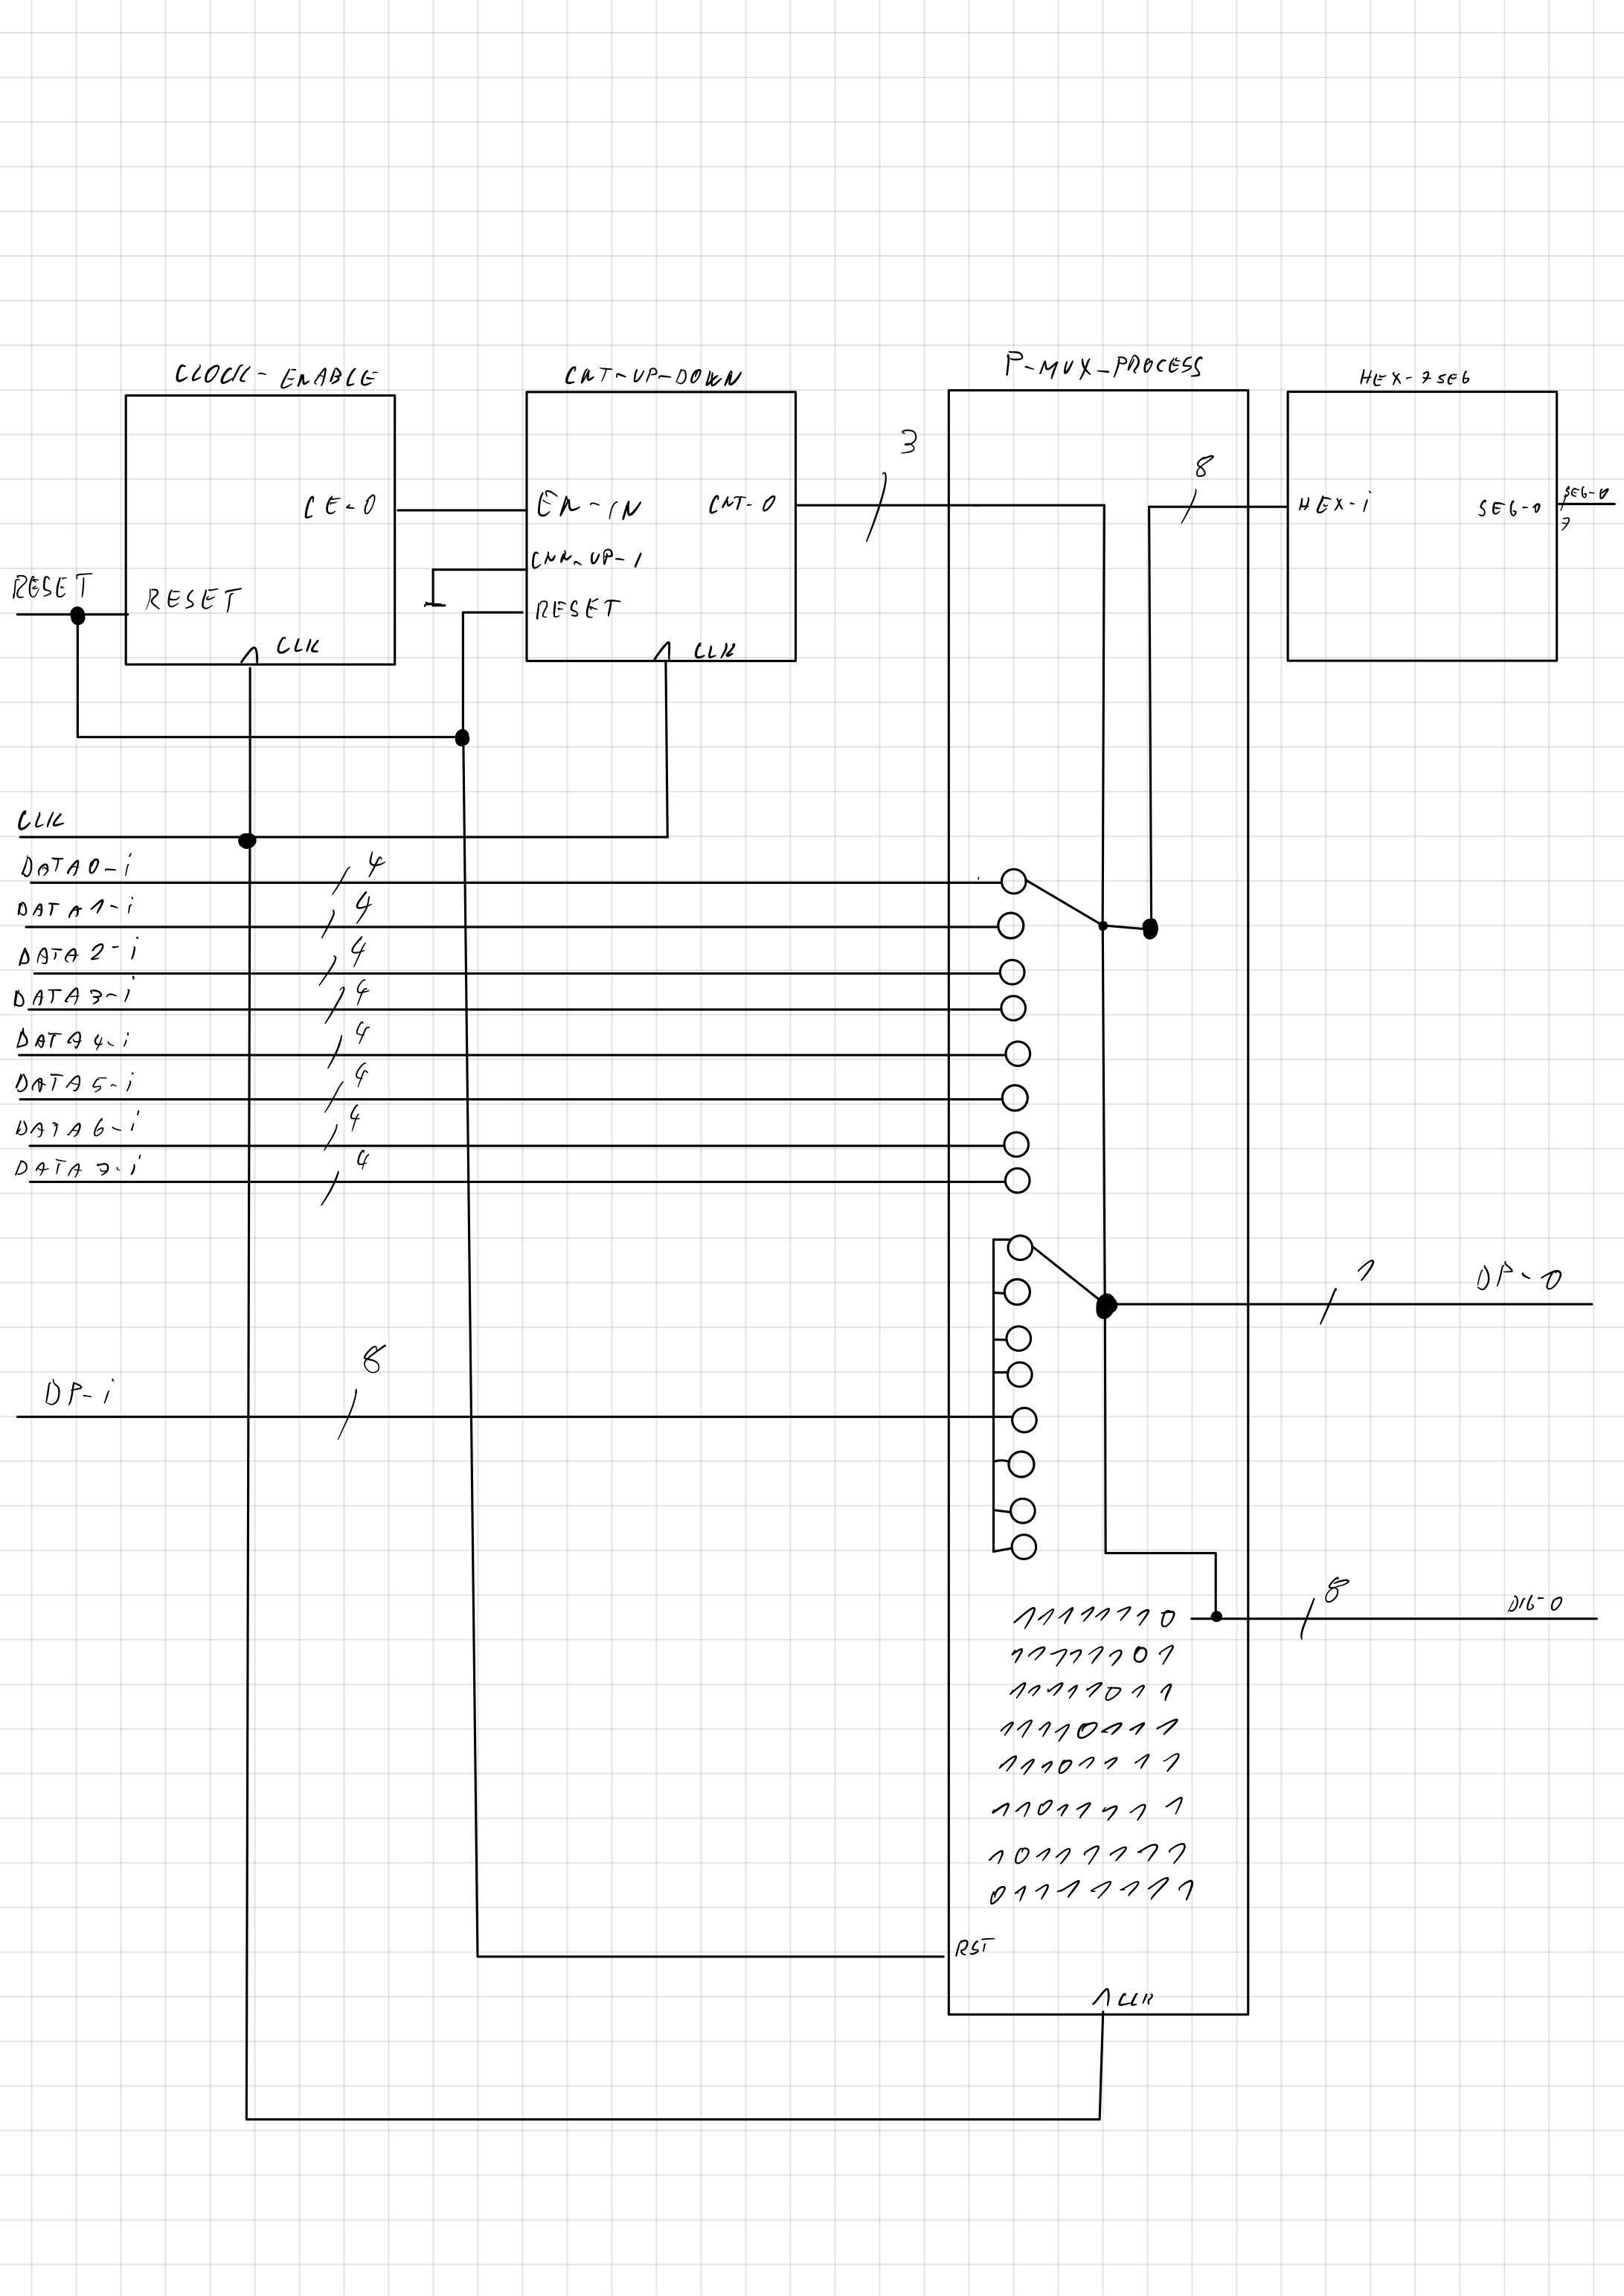 CLOCK-ENABLE
CNT-UP-DOWN
P-MUX-PROCESS
HEX-7SEG
3
8
CE-O
EN-IN
CNT-O
HEX-i
SEG-O
SEG-O
7
CNN-UP-1
RESET
RESET
RESET
CLK
CLK
CLK
DATA0-i 4
DATA1-i 4
DATA2-i 4
DATA3-i 4
DATA4-i 4
DATA5-i 4
DATA6-i 4
DATA7-i 4
1 DP-O
DP-i 8
8 DIG-O
11111110
11111101
11111011
11110111
11101111
11011111
10111111
01111111
RST
CLK